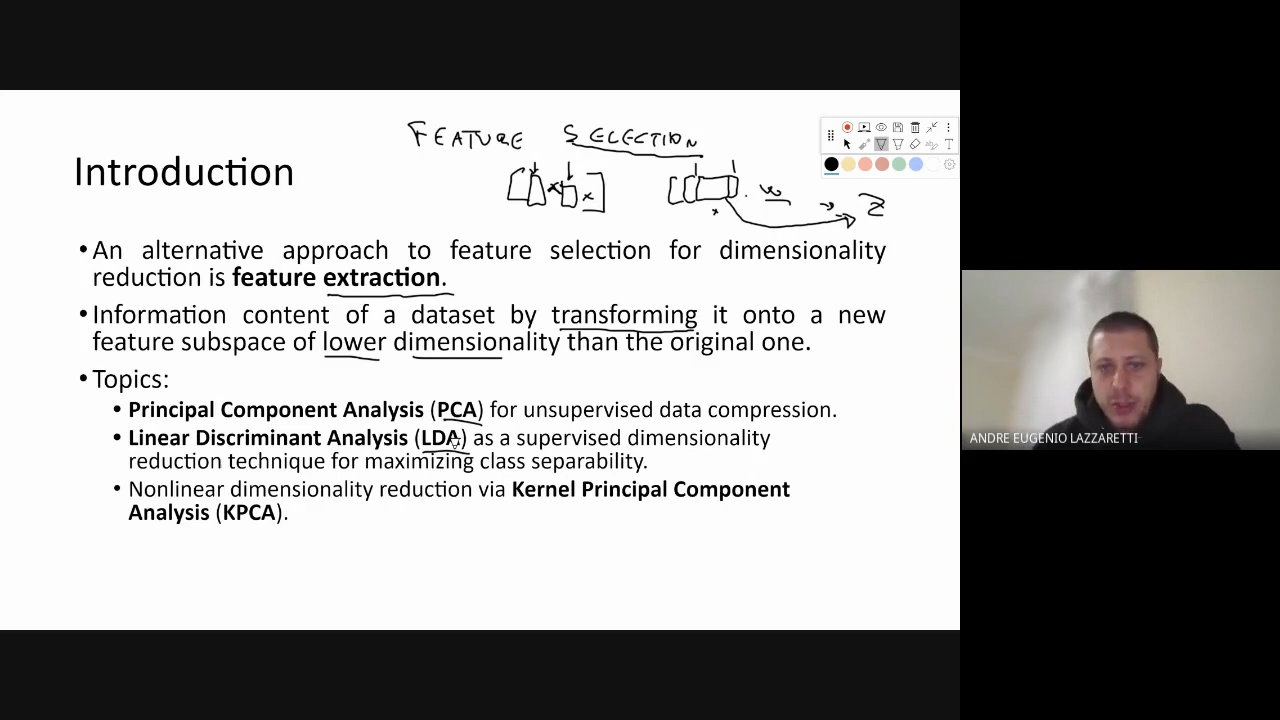 FEATURE SELECTION
Introduction
x x
x w z
• An alternative approach to feature selection for dimensionality
reduction is feature extraction.
• Information content of a dataset by transforming it onto a new
feature subspace of lower dimensionality than the original one.
• Topics:
• Principal Component Analysis (PCA) for unsupervised data compression.
• Linear Discriminant Analysis (LDA) as a supervised dimensionality
reduction technique for maximizing class separability.
• Nonlinear dimensionality reduction via Kernel Principal Component
Analysis (KPCA).
ANDRE EUGENIO LAZZARETTI